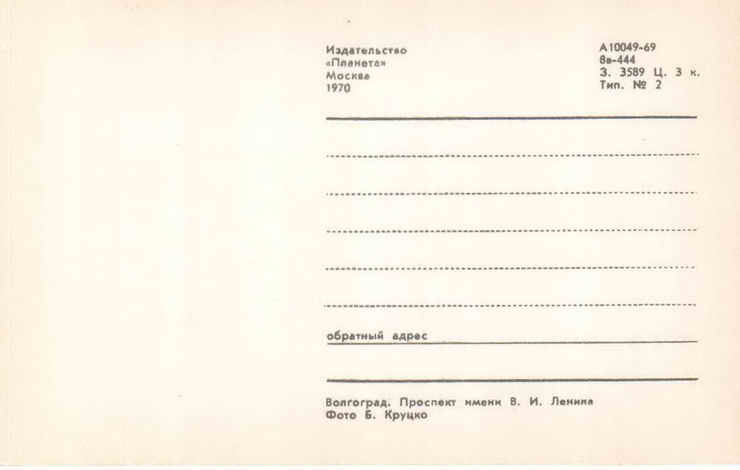 Издательство
«Планета»
Москва
1970
А10049-69
8в-444
З. 3589 Ц. 3 к.
Тип. № 2
обратный адрес
Волгоград. Проспект имени В. И. Ленина
Фото Б. Круцко